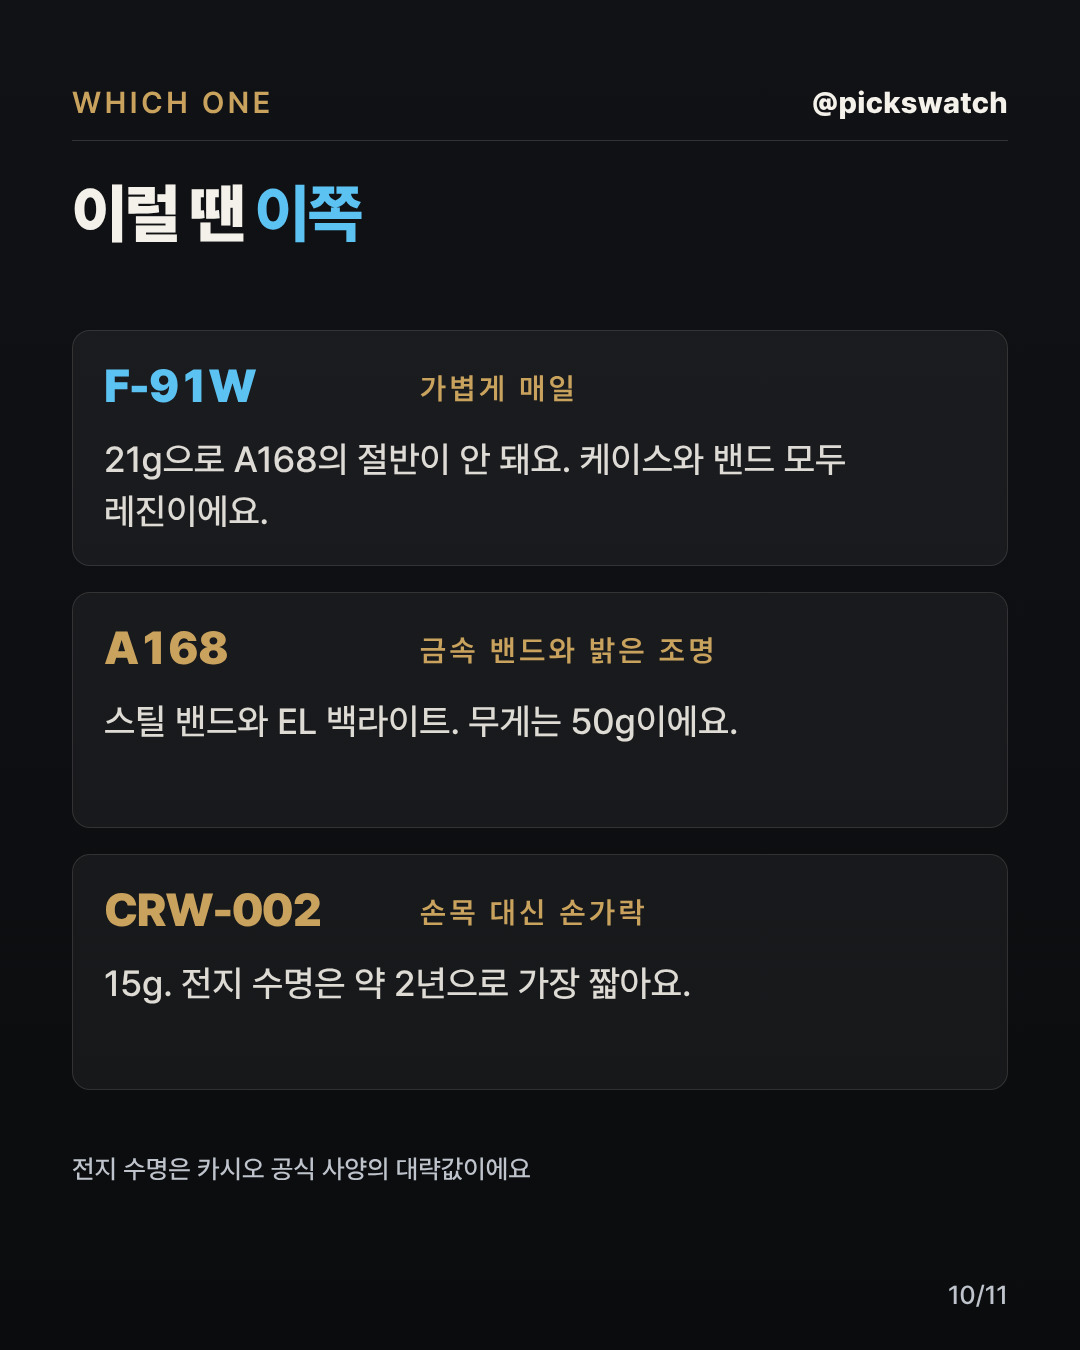 WHICH ONE
@pickswatch
이럴 땐 이쪽
F-91W
가볍게 매일
21g으로 A168의 절반이 안 돼요. 케이스와 밴드 모두
레진이에요.
A168
금속 밴드와 밝은 조명
스틸 밴드와 EL 백라이트. 무게는 50g이에요.
CRW-002
손목 대신 손가락
15g. 전지 수명은 약 2년으로 가장 짧아요.
전지 수명은 카시오 공식 사양의 대략값이에요
10/11